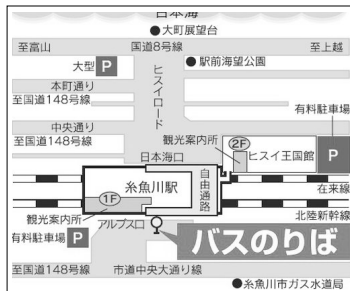 日本海
●大町展望台
至富山
国道8号線
至上越
大型 P
●駅前海望公園
本町通り
至国道148号線
ヒスイロード
有料駐車場
P
中央通り
至国道148号線
観光案内所
2F
ヒスイ王国館
日本海口
糸魚川駅
自由通路
1F
在来線
観光案内所
北陸新幹線
有料駐車場
P
アルプス口
バスのりば
至国道148号線
市道中央大通り線
●糸魚川市ガス水道局